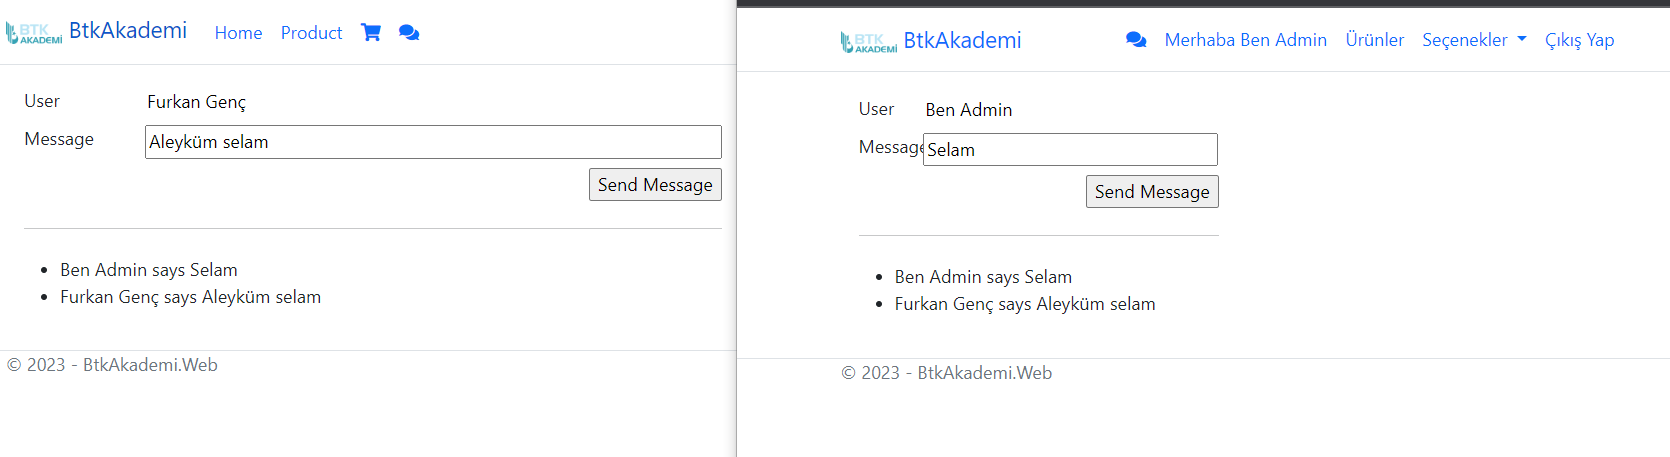 BTK AKADEMİ BtkAkademi Home Product
User Furkan Genç
Message Aleyküm selam
Send Message
Ben Admin says Selam
Furkan Genç says Aleyküm selam
© 2023 - BtkAkademi.Web
BTK AKADEMİ BtkAkademi Merhaba Ben Admin Ürünler Seçenekler Çıkış Yap
User Ben Admin
Message Selam
Send Message
Ben Admin says Selam
Furkan Genç says Aleyküm selam
© 2023 - BtkAkademi.Web